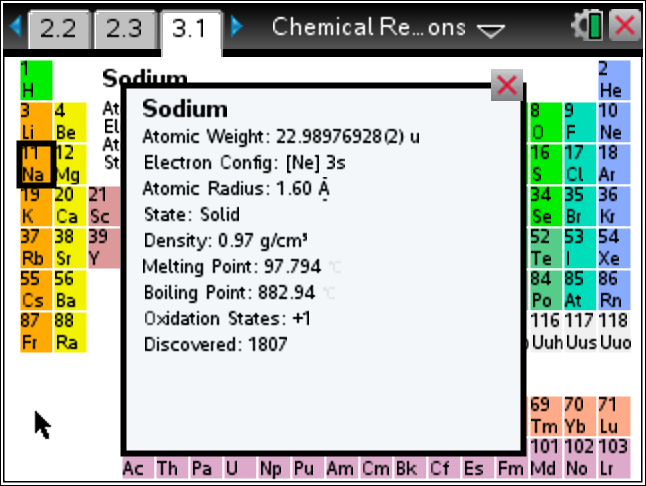 2.2 2.3 3.1 Chemical Re...ons
1 2
H Sodium He
Sodium
3 4 At 8 9 10
Li Be El O F Ne
Atomic Weight: 22.98976928(2) u
11 12 At 16 17 18
Na Mg St S Cl Ar
Electron Config: [Ne] 3s
Atomic Radius: 1.60 Å
19 20 21 34 35 36
K Ca Sc Se Br Kr
State: Solid
37 38 39 52 53 54
Rb Sr Y Te I Xe
Density: 0.97 g/cm³
Melting Point: 97.794 °C
55 56 84 85 86
Cs Ba Po At Rn
Boiling Point: 882.94 °C
87 88 116 117 118
Fr Ra Uuh Uus Uuo
Oxidation States: +1
Discovered: 1807
69 70 71
Tm Yb Lu
101 102 103
Ac Th Pa U Np Pu Am Cm Bk Cf Es Fm Md No Lr